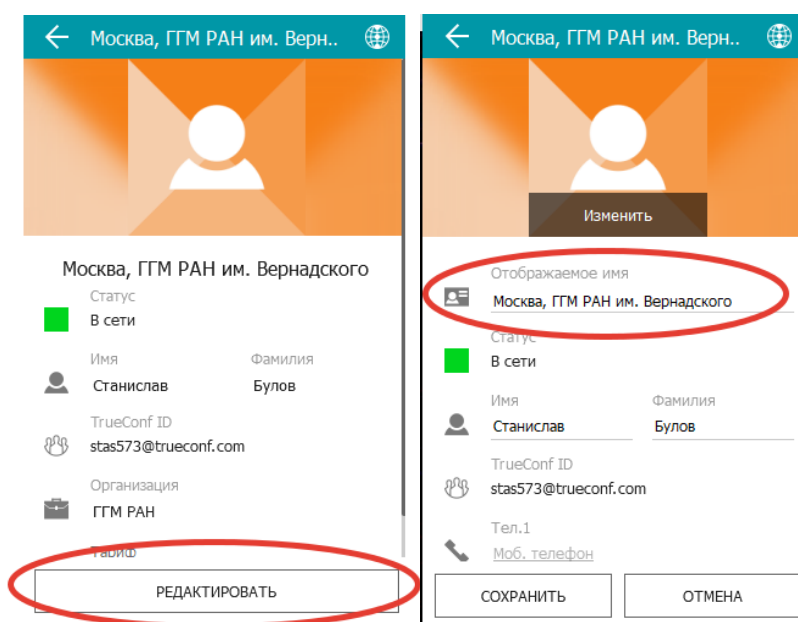 Москва, ГГМ РАН им. Верн..
Москва, ГГМ РАН им. Вернадского
Статус
В сети
Имя Фамилия
Станислав Булов
TrueConf ID
stas573@trueconf.com
Организация
ГГМ РАН
Тариф
РЕДАКТИРОВАТЬ
Москва, ГГМ РАН им. Верн..
Изменить
Отображаемое имя
Москва, ГГМ РАН им. Вернадского
Статус
В сети
Имя Фамилия
Станислав Булов
TrueConf ID
stas573@trueconf.com
Тел.1
Моб. телефон
СОХРАНИТЬ ОТМЕНА